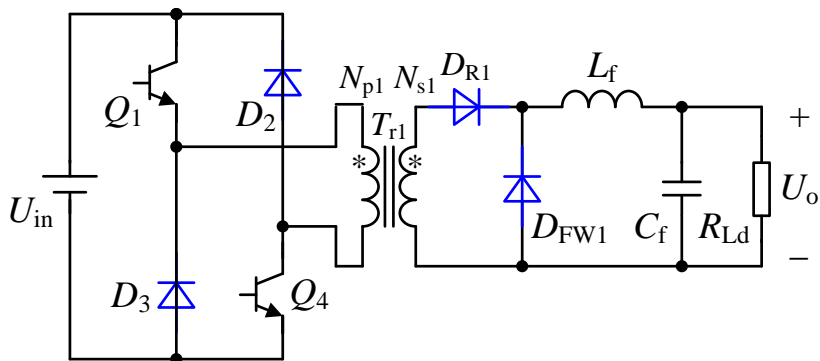 N_p1 N_s1 D_R1 L_f
Q_1 D_2 T_r1 +
* *
U_in U_o
D_FW1 C_f R_Ld
D_3 Q_4 −